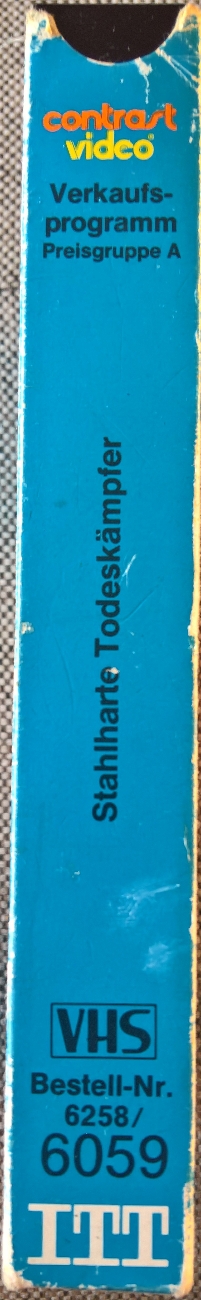 contrast
video®
Verkaufs-
programm
Preisgruppe A
Stahlharte Todeskämpfer
VHS
Bestell-Nr.
6258/
6059
ITT